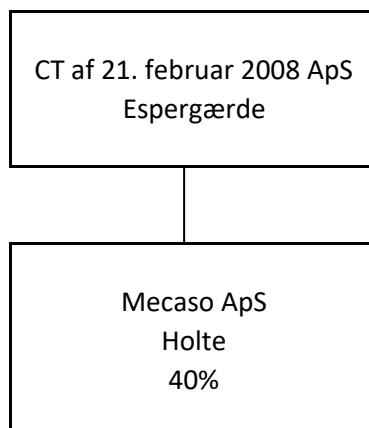 CT af 21. februar 2008 ApS
Espergærde
Mecaso ApS
Holte
40%